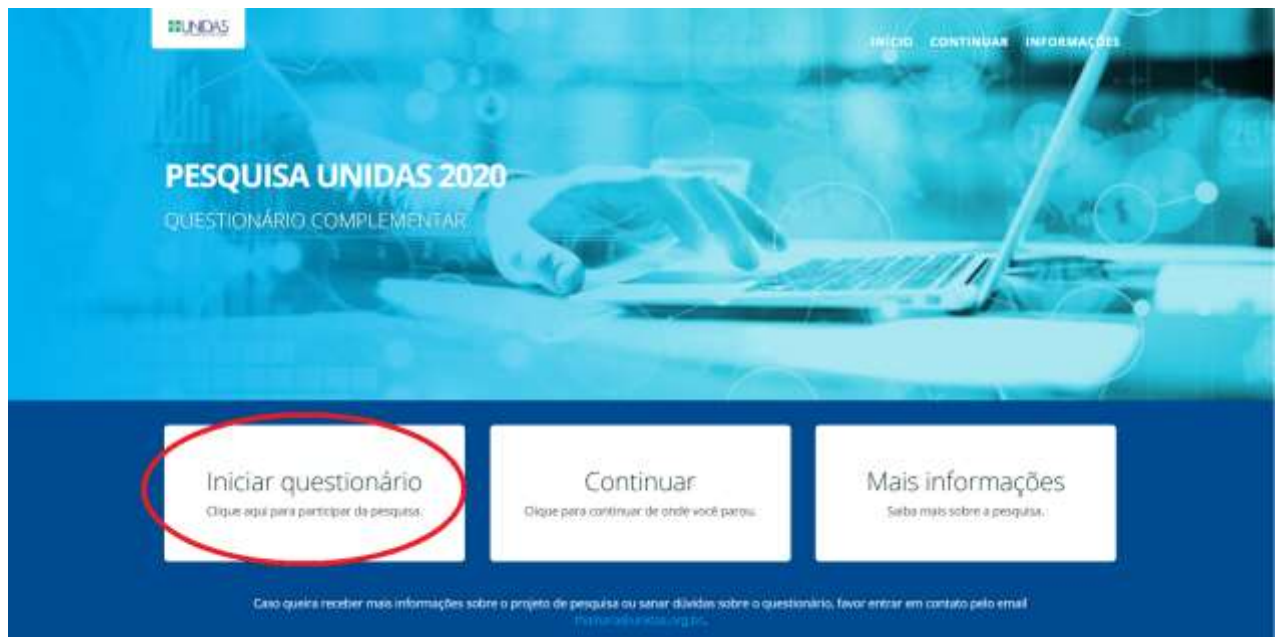 UNIDAS
INÍCIO CONTINUAR INFORMAÇÕES
PESQUISA UNIDAS 2020
QUESTIONÁRIO COMPLEMENTAR
Iniciar questionário
Clique aqui para participar da pesquisa.
Continuar
Clique para continuar de onde você parou.
Mais informações
Saiba mais sobre a pesquisa.
Caso queira receber mais informações sobre o projeto de pesquisa ou sanar dúvidas sobre o questionário, favor entrar em contato pelo email